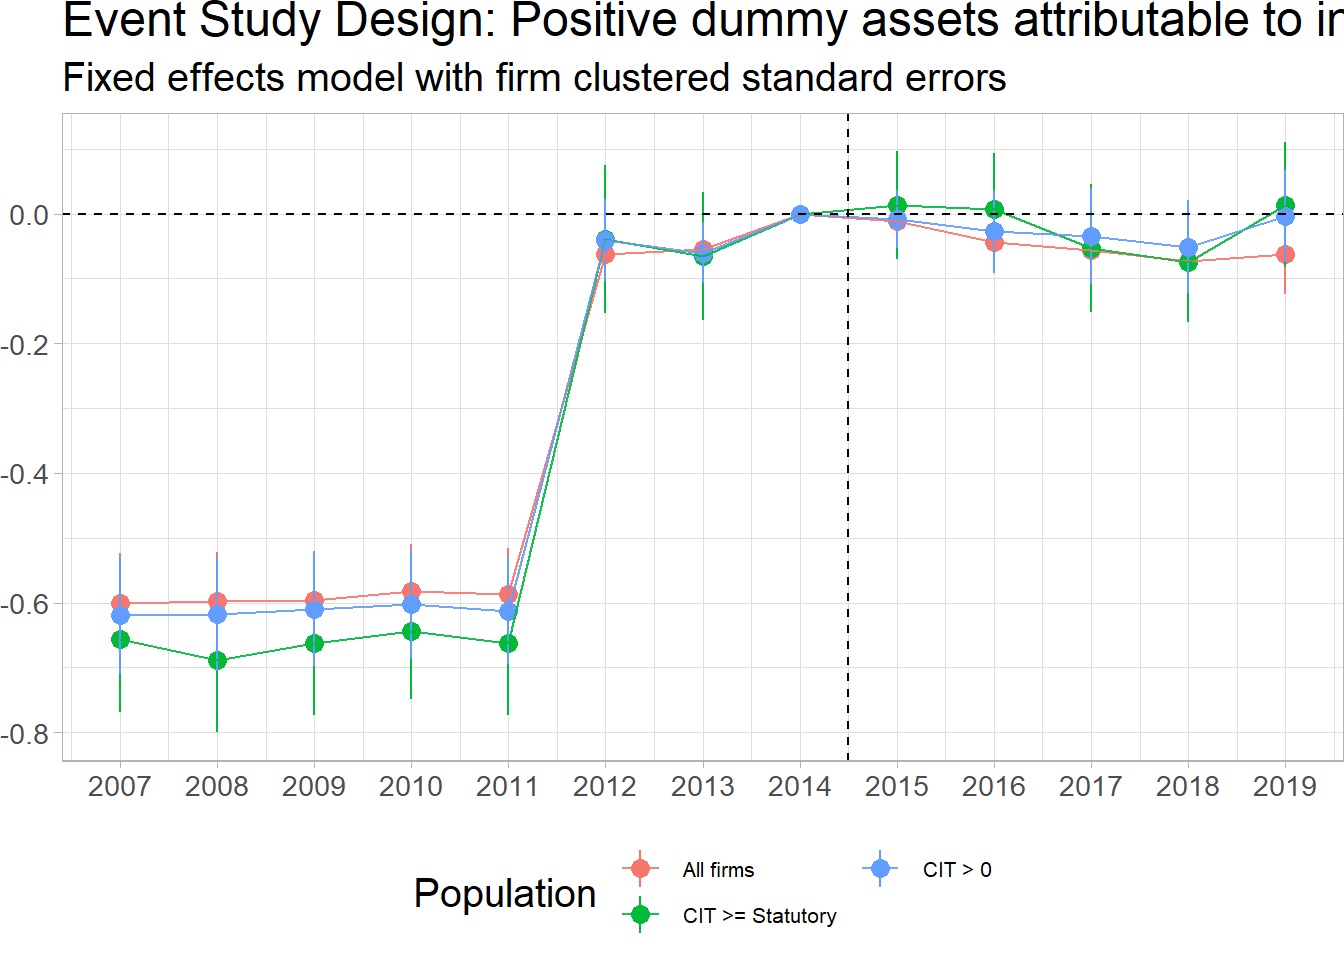 Event Study Design: Positive dummy assets attributable to
Fixed effects model with firm clustered standard errors
0.0
-0.2
-0.4
-0.6
-0.8
2007 2008 2009 2010 2011 2012 2013 2014 2015 2016 2017 2018 2019
Population
All firms
CIT > 0
CIT >= Statutory